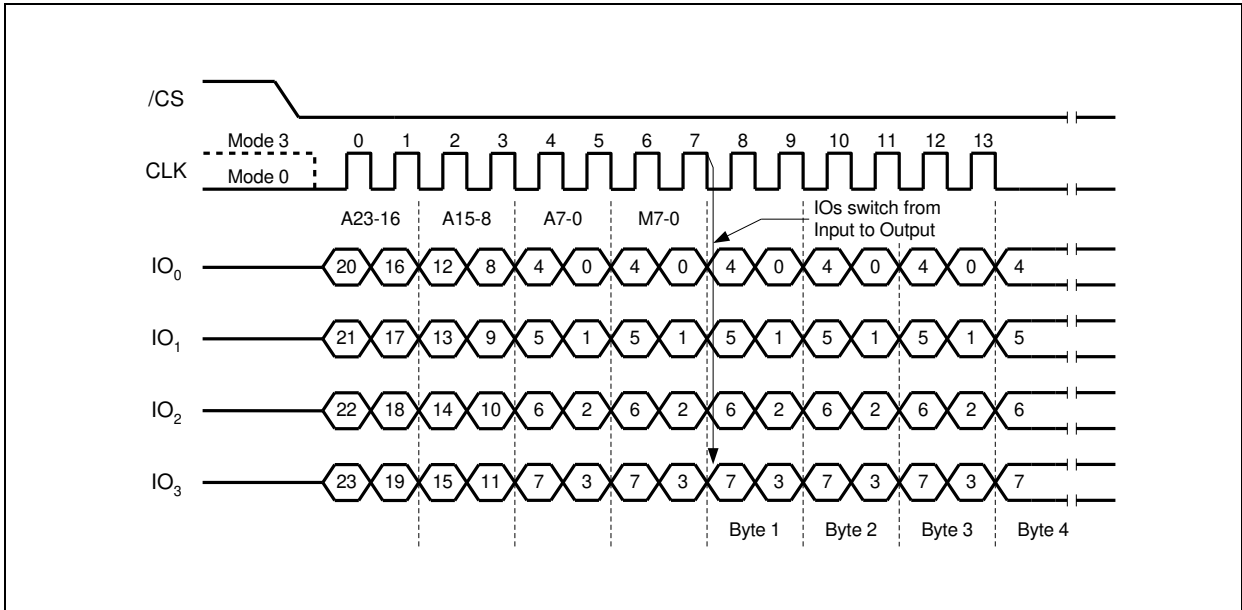 /CS
Mode 3 0 1 2 3 4 5 6 7 8 9 10 11 12 13
CLK
Mode 0
A23-16 A15-8 A7-0 M7-0
IOs switch from
Input to Output
IO0 20 16 12 8 4 0 4 0 4 0 4 0 4 0 4
IO1 21 17 13 9 5 1 5 1 5 1 5 1 5 1 5
IO2 22 18 14 10 6 2 6 2 6 2 6 2 6 2 6
IO3 23 19 15 11 7 3 7 3 7 3 7 3 7 3 7
Byte 1 Byte 2 Byte 3 Byte 4